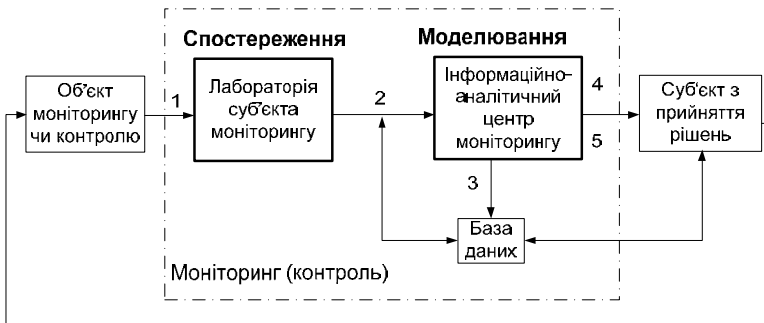 Спостереження
Моделювання
Об'єкт
моніторингу
чи контролю
1
Лабораторія
суб'єкта
моніторингу
2
Інформаційно-
аналітичний
центр
моніторингу
4
5
Суб'єкт з
прийняття
рішень
3
База
даних
Моніторинг (контроль)